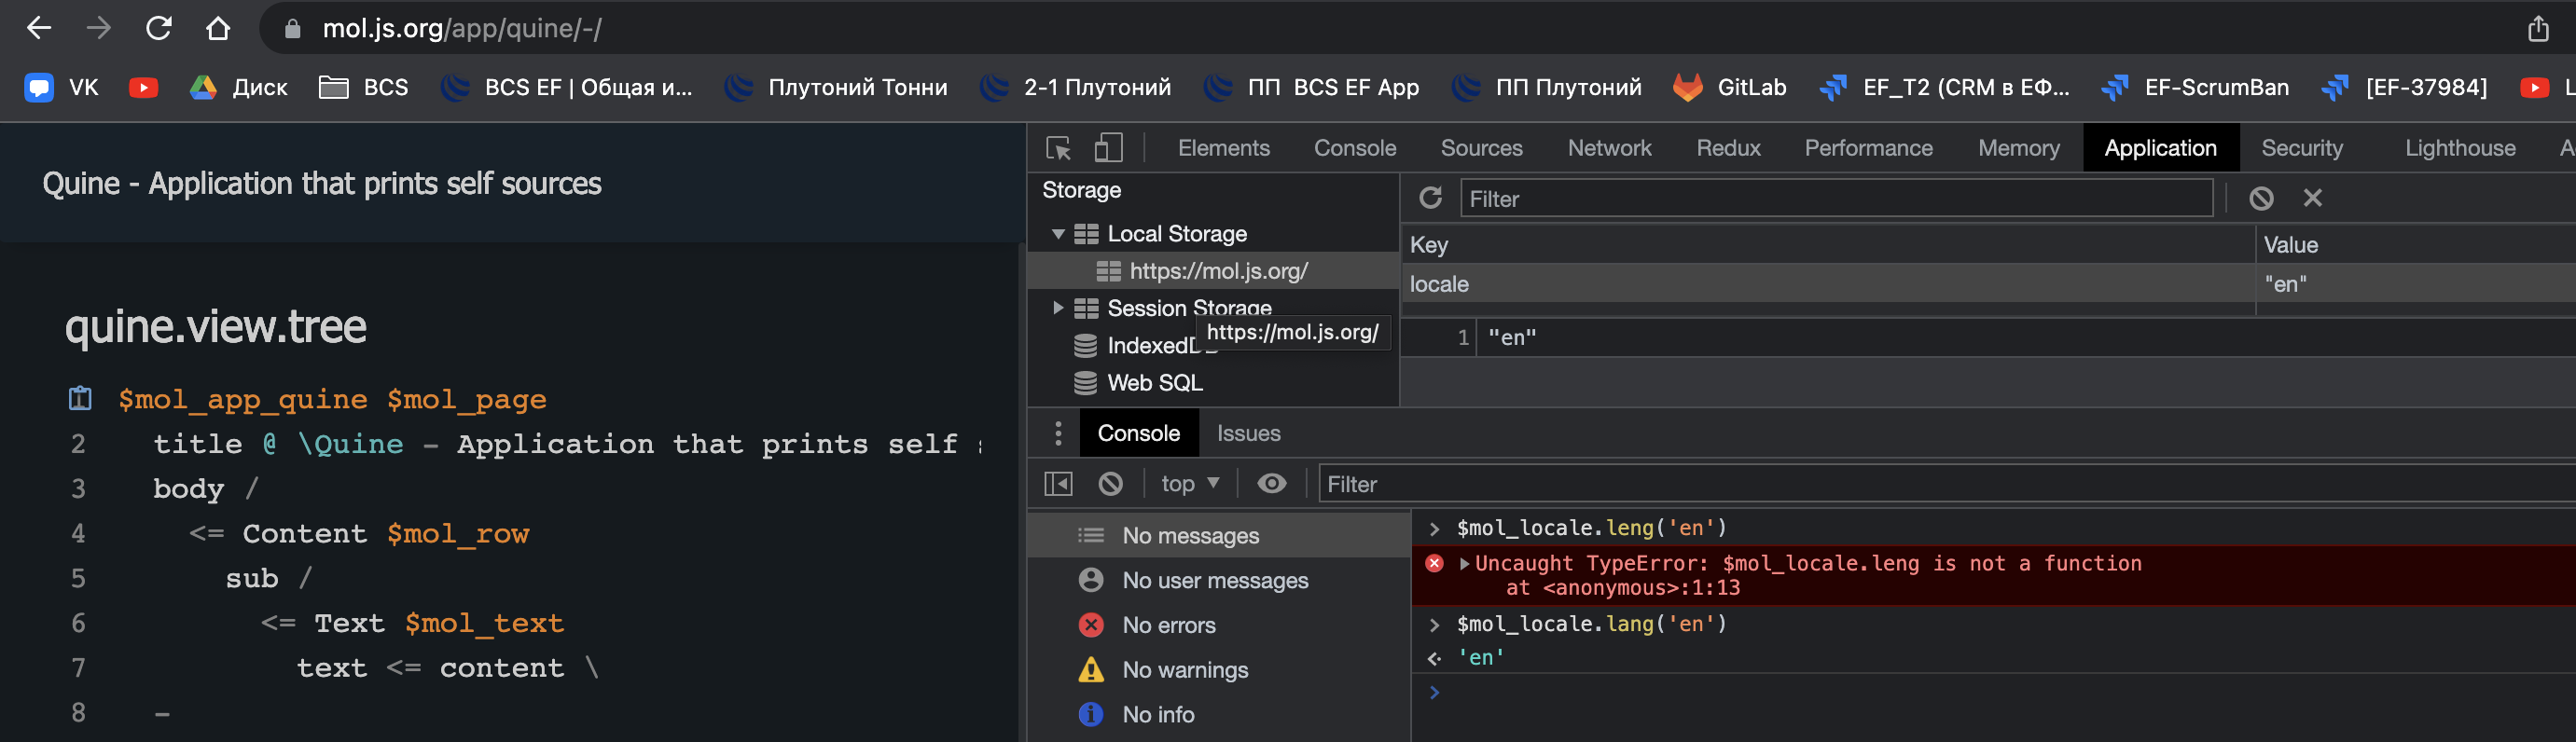 mol.js.org/app/quine/-/
VK
Диск
BCS
BCS EF | Общая и...
Плутоний Тонни
2-1 Плутоний
ПП BCS EF App
ПП Плутоний
GitLab
EF_T2 (CRM в ЕФ...
EF-ScrumBan
[EF-37984]
L
Quine - Application that prints self sources
quine.view.tree
$mol_app_quine $mol_page
2 title @ \Quine - Application that prints self
3 body /
4 <= Content $mol_row
5 sub /
6 <= Text $mol_text
7 text <= content \
8 -
Elements Console Sources Network Redux Performance Memory Application Security Lighthouse A
Storage
Local Storage
https://mol.js.org/
Session Storage
https://mol.js.org/
IndexedDB
Web SQL
Filter
Key Value
locale "en"
1 "en"
Console Issues
top Filter
No messages
No user messages
No errors
No warnings
No info
> $mol_locale.leng('en')
Uncaught TypeError: $mol_locale.leng is not a function
at <anonymous>:1:13
> $mol_locale.lang('en')
'en'
>